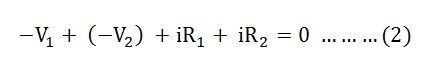 −V₁ + (−V₂) + iR₁ + iR₂ = 0 ………(2)